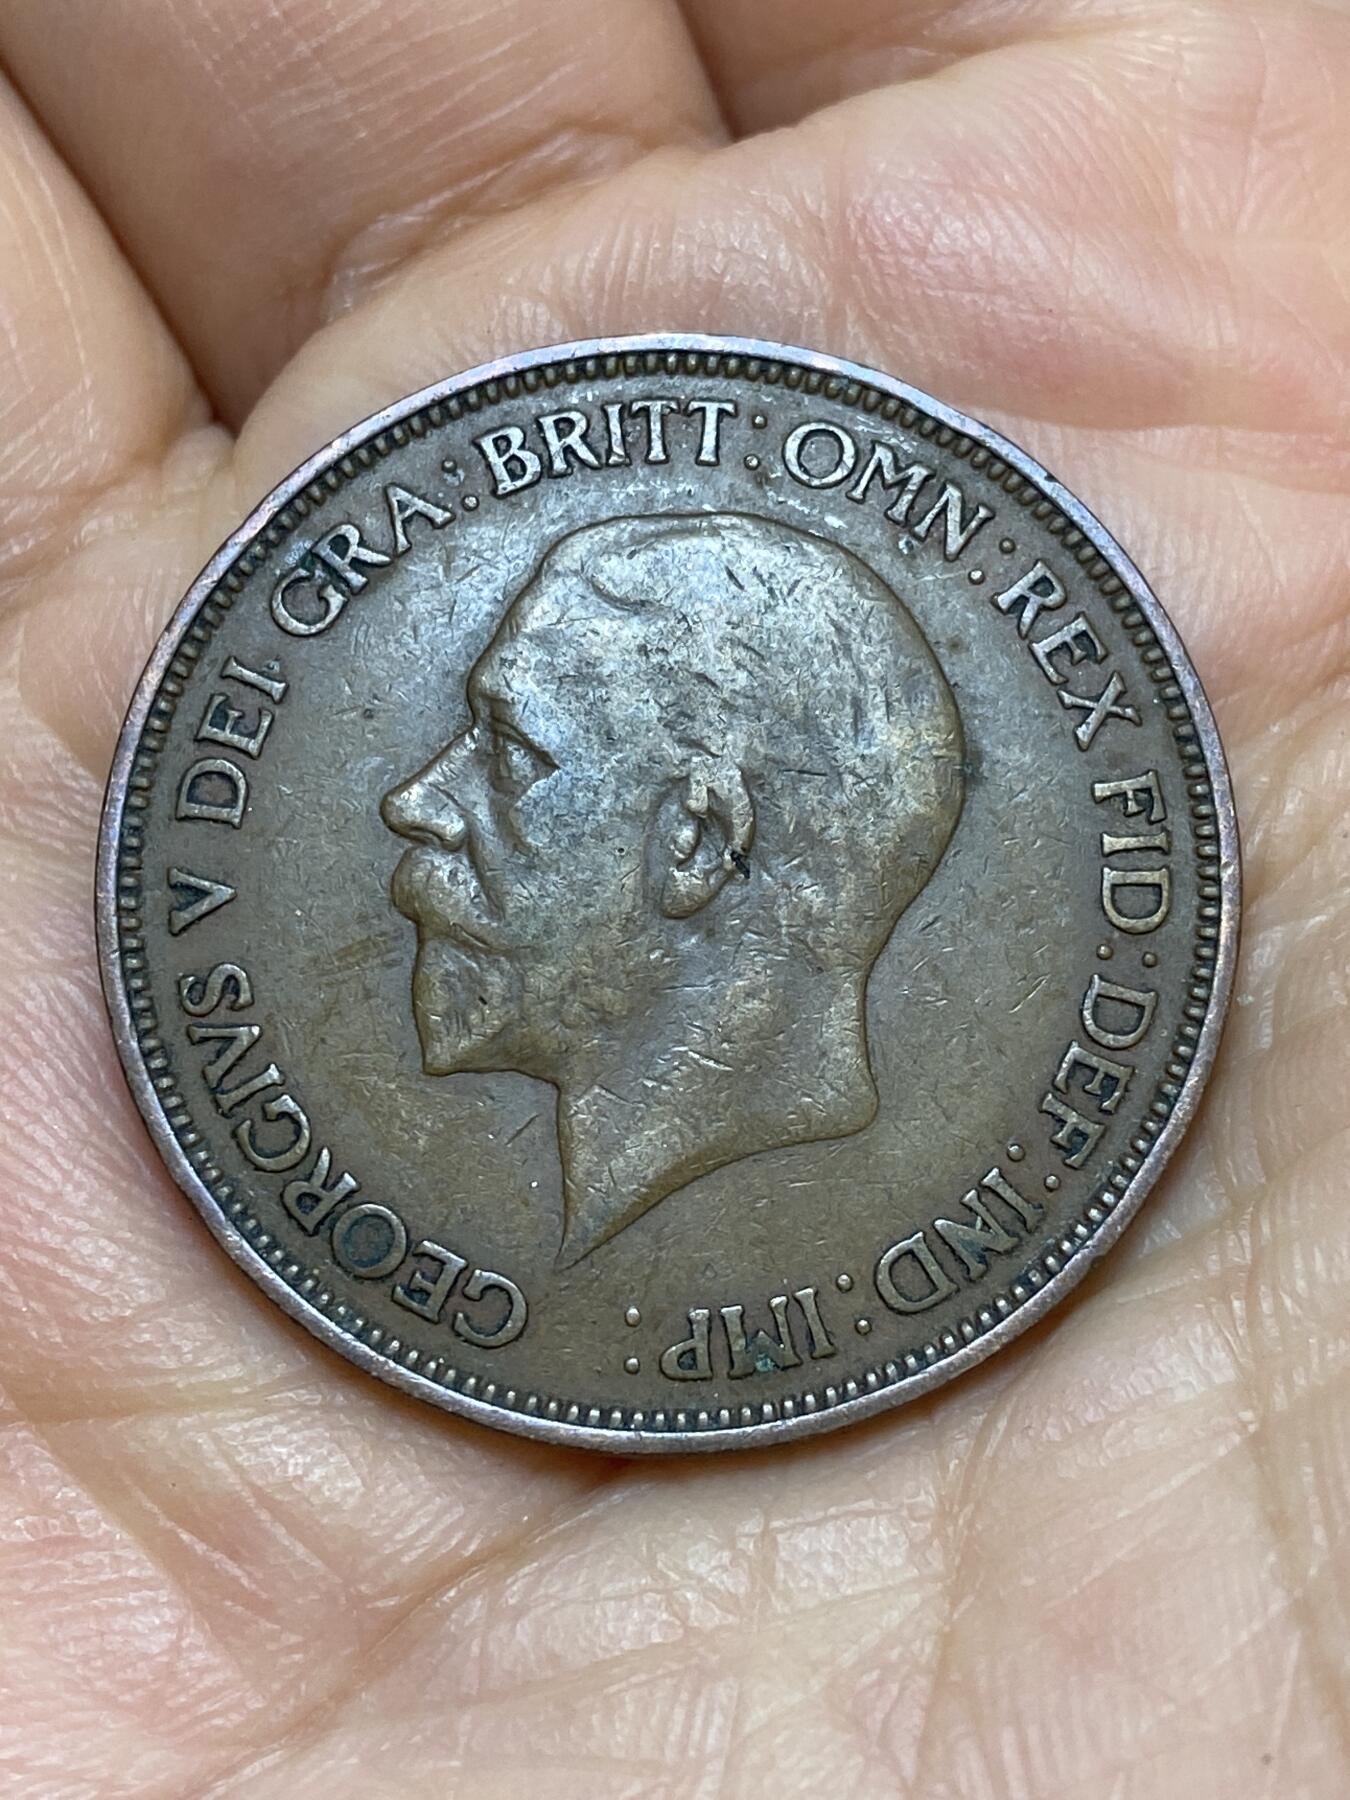 GEORGIVS V DEI GRA: BRITT: OMN: REX FID: DEF: IND: IMP: